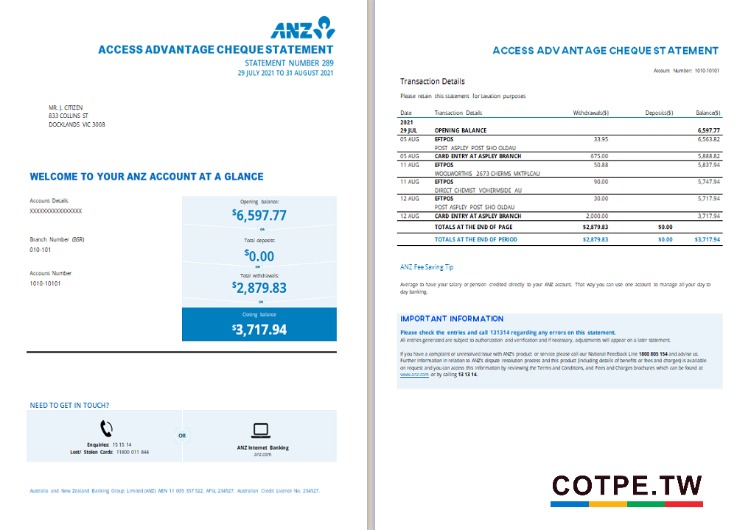 ANZ
ACCESS ADVANTAGE CHEQUE STATEMENT
STATEMENT NUMBER 289
29 JULY 2021 TO 31 AUGUST 2021
MR. J. CITIZEN
833 COLLINS ST
DOCKLANDS VIC 3008
WELCOME TO YOUR ANZ ACCOUNT AT A GLANCE
Account Details
XXXXXXXXXXXXXXXX
Branch Number (BSB)
010-101
Account Number
1010-10101
Opening balance:
$6,597.77
OR
Total deposits:
$0.00
OR
Total withdrawals:
$2,879.83
Closing balance
$3,717.94
NEED TO GET IN TOUCH?
Enquiries: 13 13 14
Lost/ Stolen Cards: 11800 011 844
OR
ANZ Internet Banking
anz.com
Australia and New Zealand Banking Group Limited (ANZ) ABN 11 005 357 522. AFSL 234527. Australian Credit Licence No. 234527.
ACCESS ADVANTAGE CHEQUE STATEMENT
Account Number: 1010-10101
Transaction Details
Please retain this statement for taxation purposes
Date Transaction Details Withdrawals($) Deposits($) Balance($)
2021
29 JUL OPENING BALANCE 6,597.77
05 AUG EFTPOS 33.95 6,563.82
POST ASPLEY POST SHO OLDAU
05 AUG CARD ENTRY AT ASPLEY BRANCH 675.00 5,888.82
11 AUG EFTPOS 50.88 5,837.94
WOOLWORTHS 2673 CHERMS MKTPLCAU
11 AUG EFTPOS 90.00 5,747.94
DIRECT CHEMIST VOHERMSIDE AU
12 AUG EFTPOS 30.00 5,717.94
POST ASPLEY POST SHO OLDAU
12 AUG CARD ENTRY AT ASPLEY BRANCH 2,000.00 3,717.94
TOTALS AT THE END OF PAGE $2,879.83 $0.00
TOTALS AT THE END OF PERIOD $2,879.83 $0.00 $3,717.94
ANZ Fee Saving Tip
Average to have your salary or pension credited directly to your ANZ account. That way you can use one account to manage all your day to
day banking.
IMPORTANT INFORMATION
Please check the entries and call 131314 regarding any errors on this statement.
All entries generated are subject to authorization and verification and if necessary, adjustments will appear on a later statement.
If you have a complaint or unresolved issue with ANZ's product or service please call our National Feedback Line 1800 805 154 and advise us.
Further information in relation to ANZ's dispute resolution process and this product (including details of benefits or fees and charges) is available
on request and you can access this information by reviewing the Terms and Conditions, and Fees and Charges brochures which can be found at
www.anz.com or by calling 13 13 14.
COTPE.TW